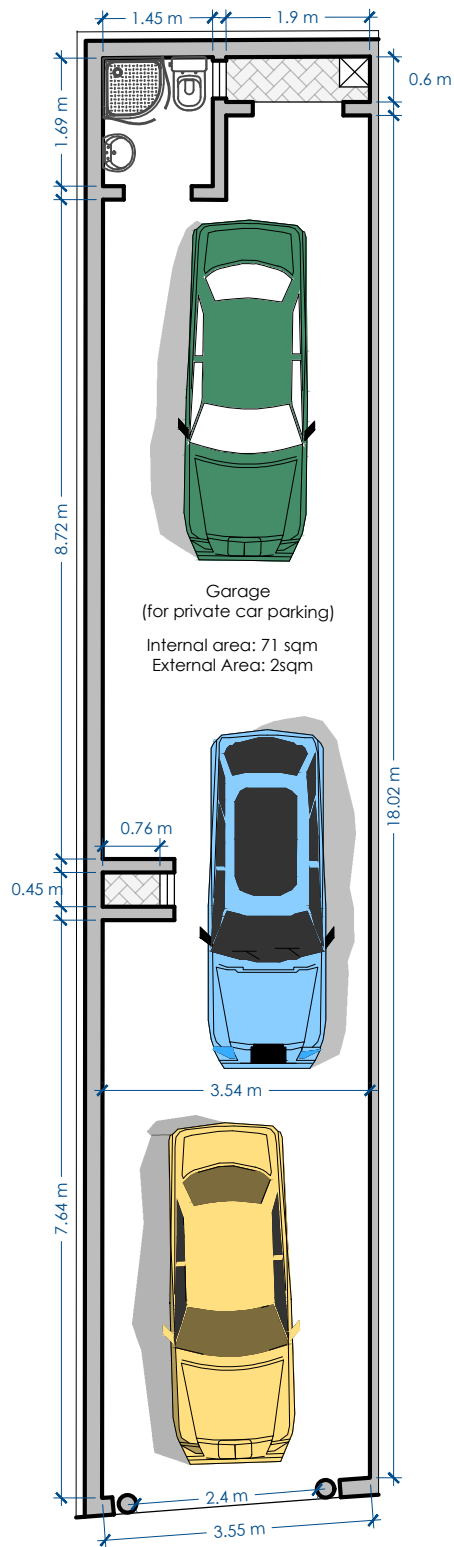 1.45 m
1.9 m
0.6 m
1.69 m
8.72 m
Garage
(for private car parking)
Internal area: 71 sqm
External Area: 2sqm
18.02 m
0.76 m
0.45 m
3.54 m
7.64 m
2.4 m
3.55 m